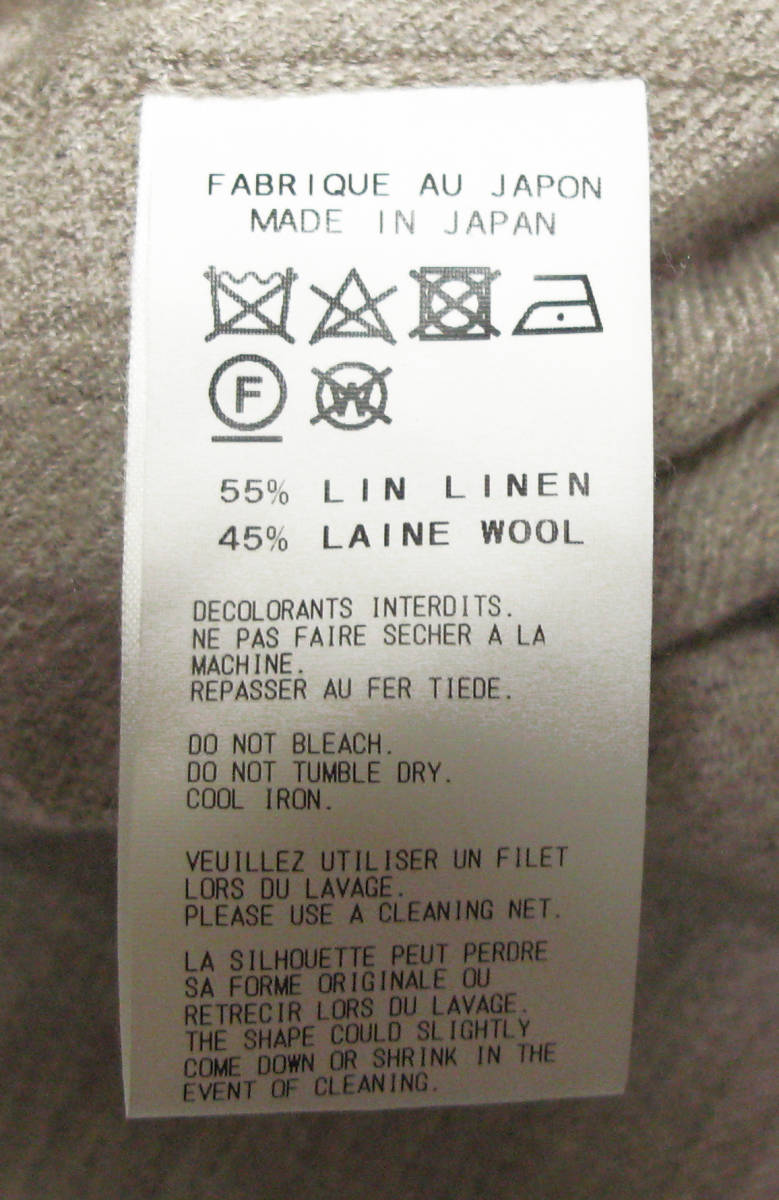 FABRIQUE AU JAPON
MADE IN JAPAN
F W
55% LIN LINEN
45% LAINE WOOL
DECOLORANTS INTERDITS.
NE PAS FAIRE SECHER A LA
MACHINE.
REPASSER AU FER TIEDE.
DO NOT BLEACH.
DO NOT TUMBLE DRY.
COOL IRON.
VEUILLEZ UTILISER UN FILET
LORS DU LAVAGE.
PLEASE USE A CLEANING NET.
LA SILHOUETTE PEUT PERDRE
SA FORME ORIGINALE OU
RETRECIR LORS DU LAVAGE.
THE SHAPE COULD SLIGHTLY
COME DOWN OR SHRINK IN THE
EVENT OF CLEANING.